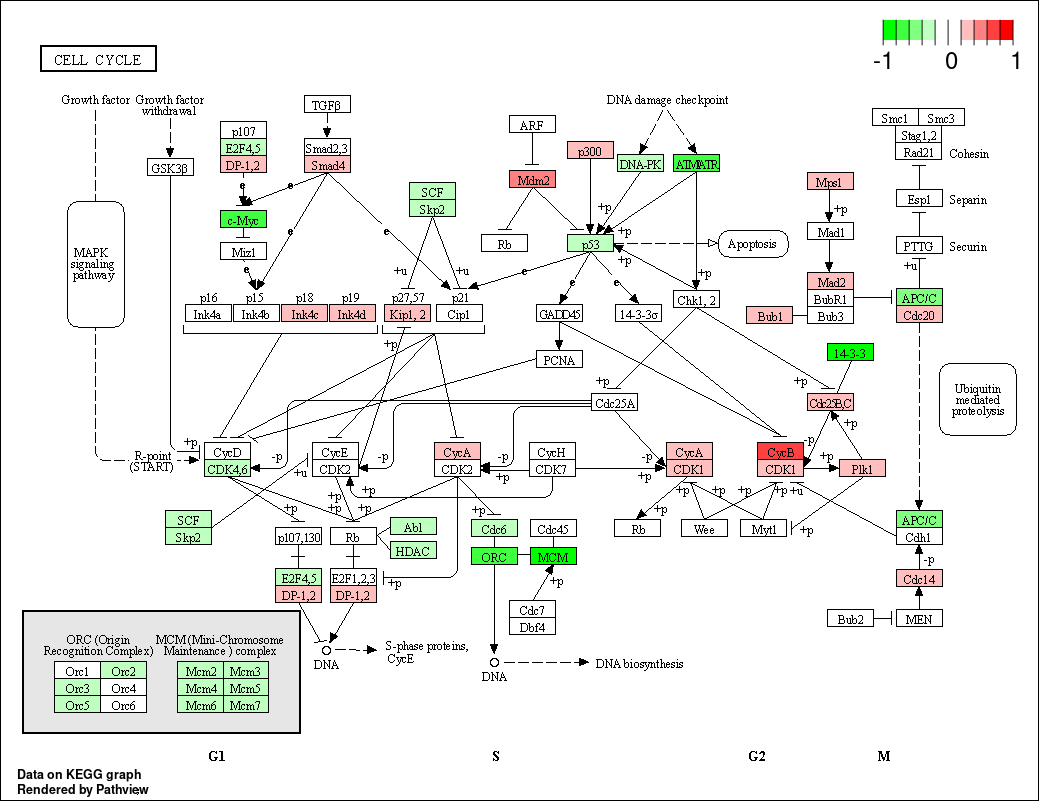 CELL CYCLE
-1 0 1
Growth factor
Growth factor
withdrawal
TGFβ
DNA damage checkpoint
ARF
Smc1
Smc3
Stag1,2
Rad21
Cohesin
p107
E2F4,5
DP-1,2
Smad2,3
Smad4
p300
DNA-PK
ATMATR
GSK3β
Mdm2
Mps1
Esp1
Separin
e
e
+p
+p
SCF
Skp2
c-Myc
Rb
p53
Mad1
e
e
+p
Apoptosis
PTTG
Securin
MAPK
signaling
pathway
Miz1
+u
+u
e
e
e
+p
+u
Mad2
BubR1
Bub3
Bub1
APC/C
Cdc20
p16
Ink4a
p15
Ink4b
p18
Ink4c
p19
Ink4d
p27,57
Kip1, 2
p21
Cip1
GADD45
14-3-3σ
Chk1, 2
+p
PCNA
14-3-3
+p
+p
Ubiquitin
mediated
proteolysis
Cdc25A
Cdc25B,C
+p
R-point
(START)
+p
CycD
CDK4,6
-p
+u
CycE
CDK2
-p
CycA
CDK2
-p
+p
CycH
CDK7
-p
+p
CycA
CDK1
CycB
CDK1
-p
+p
+u
Plk1
+p
+p
+p
+p
+p
+p
+p
+p
+p
SCF
Skp2
p107,130
Rb
Abl
HDAC
Cdc6
Cdc45
Rb
Wee
Myt1
+p
APC/C
Cdh1
ORC
MCM
-p
E2F4,5
DP-1,2
E2F1,2,3
DP-1,2
+p
+p
Cdc14
Cdc7
Dbf4
Bub2
MEN
DNA
S-phase proteins,
CycE
DNA
DNA biosynthesis
ORC (Origin
Recognition Complex)
MCM (Mini-Chromosome
Maintenance ) complex
Orc1
Orc2
Mcm2
Mcm3
Orc3
Orc4
Mcm4
Mcm5
Orc5
Orc6
Mcm6
Mcm7
G1
S
G2
M
Data on KEGG graph
Rendered by Pathview